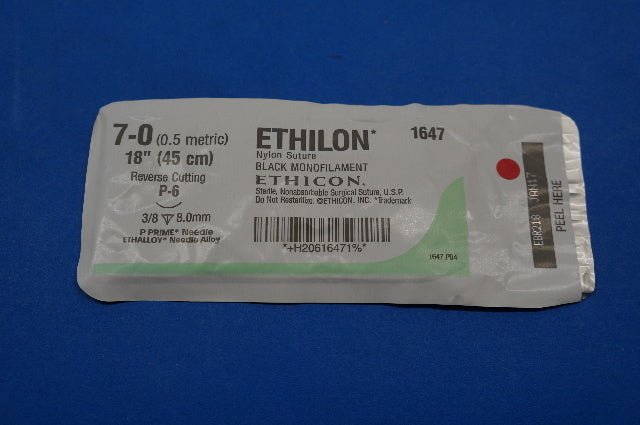 7-0 (0.5 metric)
18" (45 cm)
Reverse Cutting
P-6
3/8 ▽ 8.0mm
P PRIME* Needle
ETHALLOY* Needle Alloy
ETHILON*
Nylon Suture
BLACK MONOFILAMENT
ETHICON.
Sterile, Nonabsorbable Surgical Suture, U.S.P.
Do Not Resterilize. ©ETHICON, INC. *Trademark
*+H20616471%*
1647
1647.P04
EBR218 JAN17
PEEL HERE